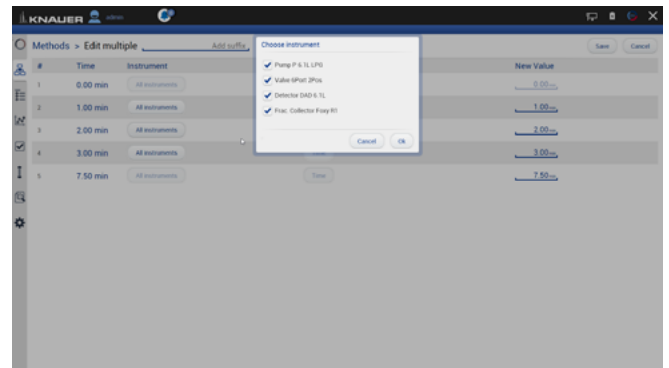 KNAUER admin
Methods > Edit multiple Add suffix Save Cancel
Choose instrument
Pump P 6.1L LPG
Valve 6Port 2Pos
Detector DAD 6.1L
Frac. Collector Foxy R1
Cancel Ok
# Time Instrument New Value
1 0.00 min All instruments 0.00
2 1.00 min All instruments 1.00
3 2.00 min All instruments 2.00
4 3.00 min All instruments Time 3.00
5 7.50 min All instruments Time 7.50